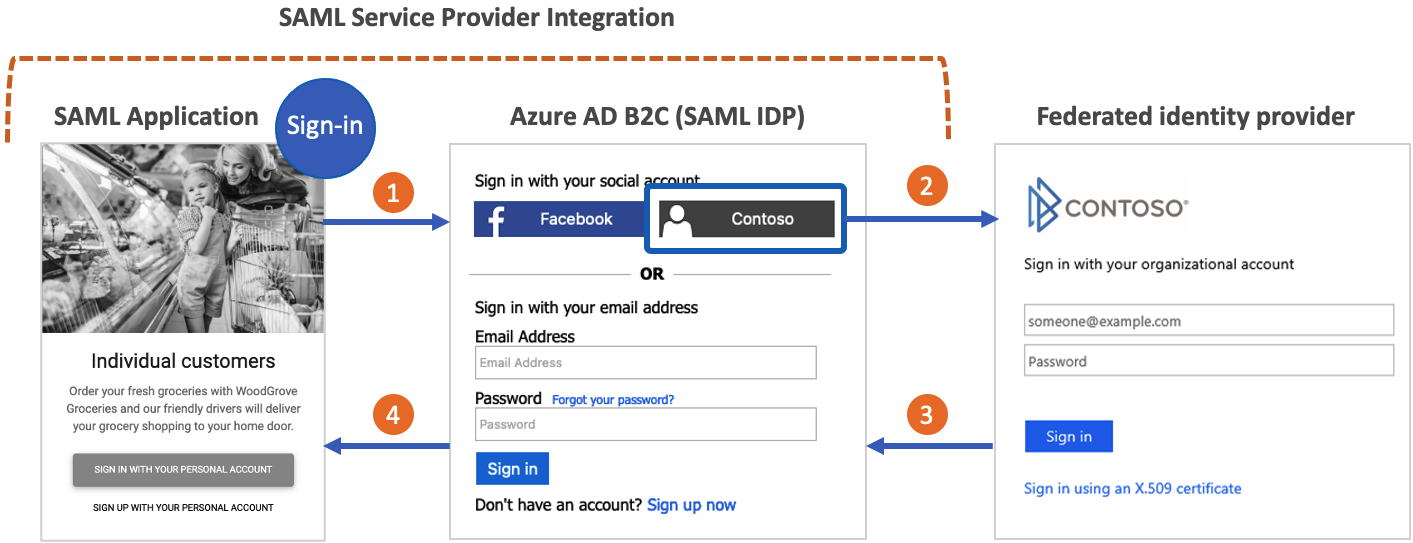 SAML Service Provider Integration
SAML Application
Sign-in
Azure AD B2C (SAML IDP)
Federated identity provider
1
2
Sign in with your social account
Facebook
Contoso
OR
Sign in with your email address
Email Address
Email Address
Password Forgot your password?
Password
Sign in
Don't have an account? Sign up now
CONTOSO
Sign in with your organizational account
someone@example.com
Password
Sign in
Sign in using an X.509 certificate
Individual customers
Order your fresh groceries with WoodGrove
Groceries and our friendly drivers will deliver
your grocery shopping to your home door.
SIGN IN WITH YOUR PERSONAL ACCOUNT
SIGN UP WITH YOUR PERSONAL ACCOUNT
4
3